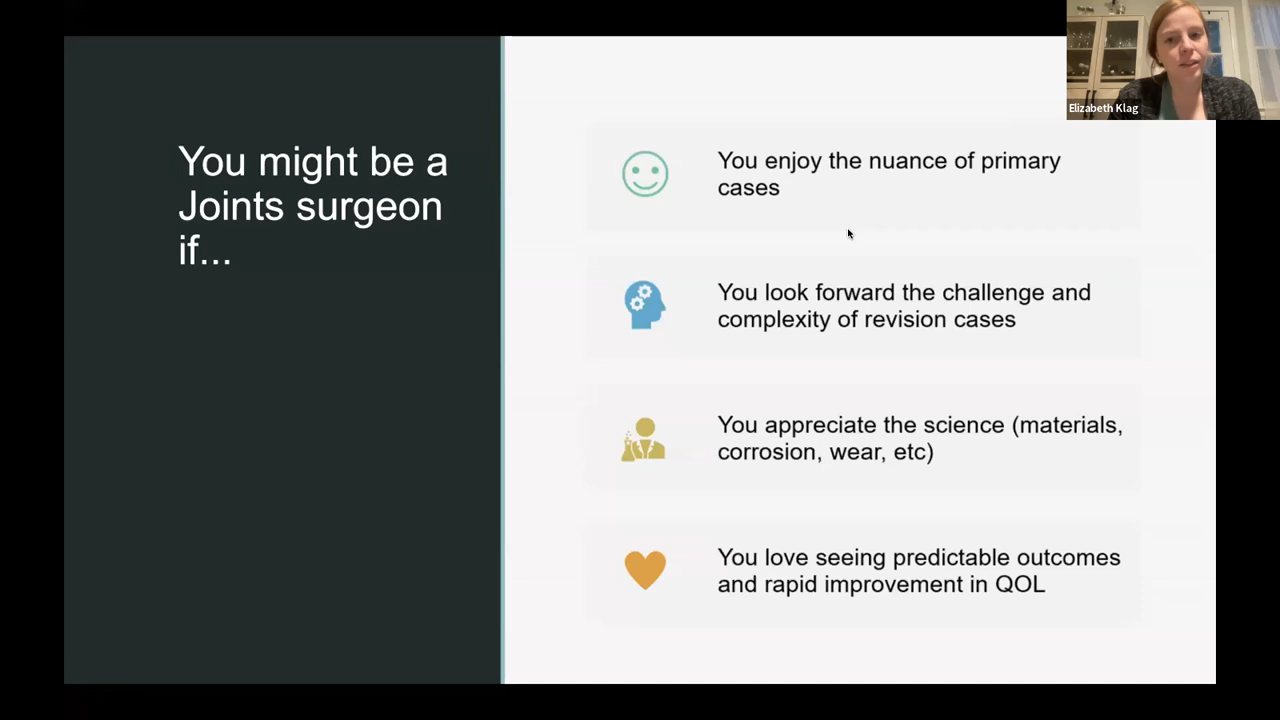 You might be a
Joints surgeon
if...
You enjoy the nuance of primary
cases
You look forward the challenge and
complexity of revision cases
You appreciate the science (materials,
corrosion, wear, etc)
You love seeing predictable outcomes
and rapid improvement in QOL
Elizabeth Klag